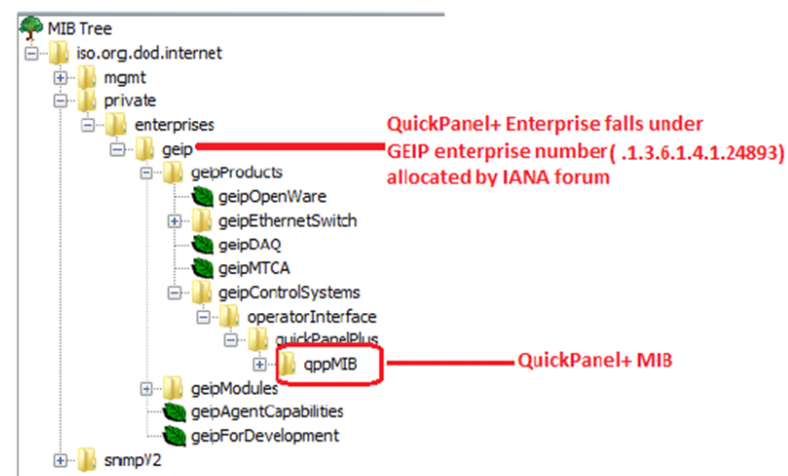 MIB Tree
iso.org.dod.internet
mgmt
private
enterprises
QuickPanel+ Enterprise falls under
GEIP enterprise number( .1.3.6.1.4.1.24893)
allocated by IANA forum
geip
geipProducts
geipOpenWare
geipEthernetSwitch
geipDAQ
geipMTCA
geipControlSystems
operatorInterface
quickPanelPlus
qppMIB
QuickPanel+ MIB
geipModules
geipAgentCapabilities
geipForDevelopment
snmpV2